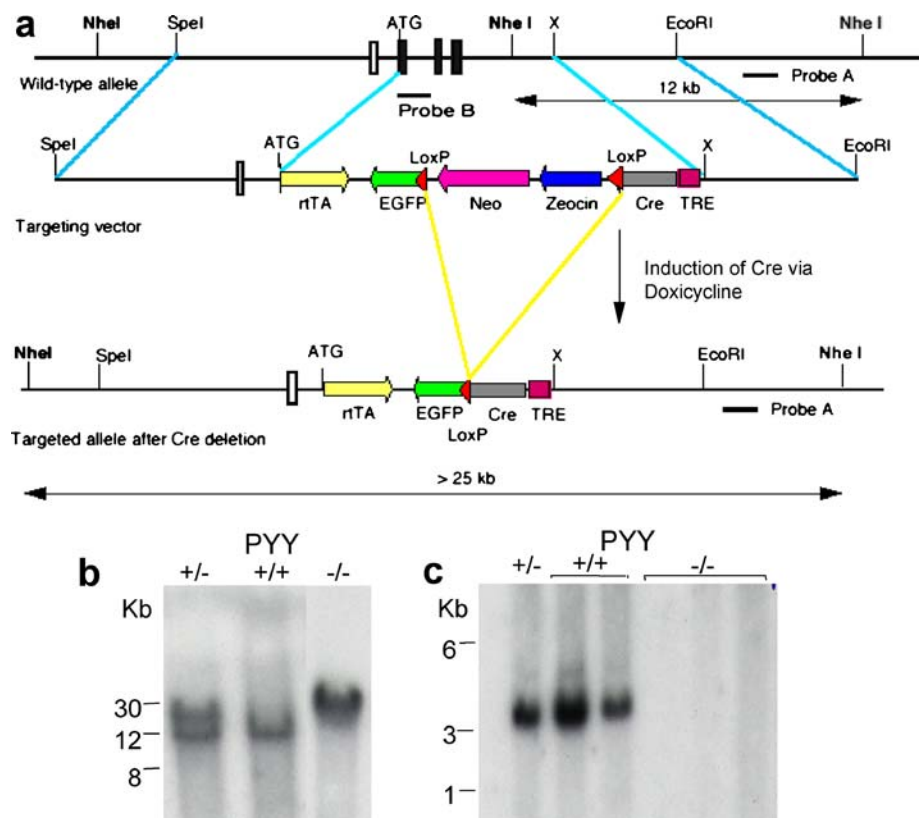 a
NheI SpeI ATG Nhe I X EcoRI Nhe I
Wild-type allele Probe B Probe A
12 kb
SpeI ATG LoxP LoxP X EcoRI
rtTA EGFP Neo Zeocin Cre TRE
Targeting vector
Induction of Cre via
Doxicycline
NheI SpeI ATG X EcoRI Nhe I
rtTA EGFP Cre TRE Probe A
LoxP
Targeted allele after Cre deletion
> 25 kb
b PYY
+/- +/+ -/-
Kb
30
12
8
c PYY
+/- +/+ -/-
Kb
6
3
1